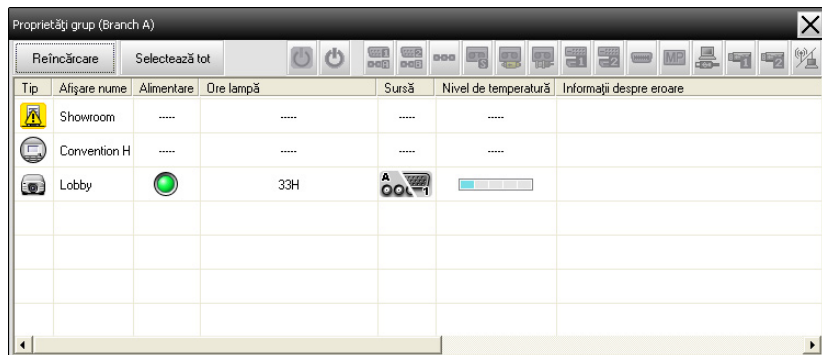 Proprietăţi grup (Branch A)
Reîncărcare Selectează tot
Tip Afişare nume Alimentare Ore lampă Sursă Nivel de temperatură Informaţii despre eroare
Showroom ----- ----- ----- -----
Convention H ----- ----- ----- -----
Lobby 33H A 1